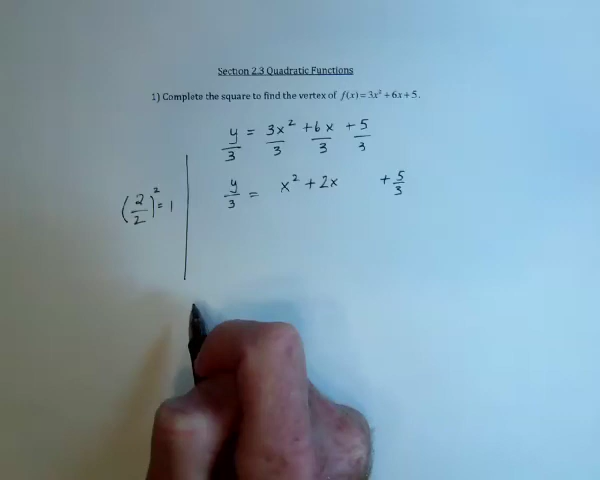 Section 2.3 Quadratic Functions
1) Complete the square to find the vertex of f(x)=3x²+6x+5.
y/3 = 3x²/3 + 6x/3 + 5/3
y/3 = x² + 2x + 5/3
(2/2)² = 1